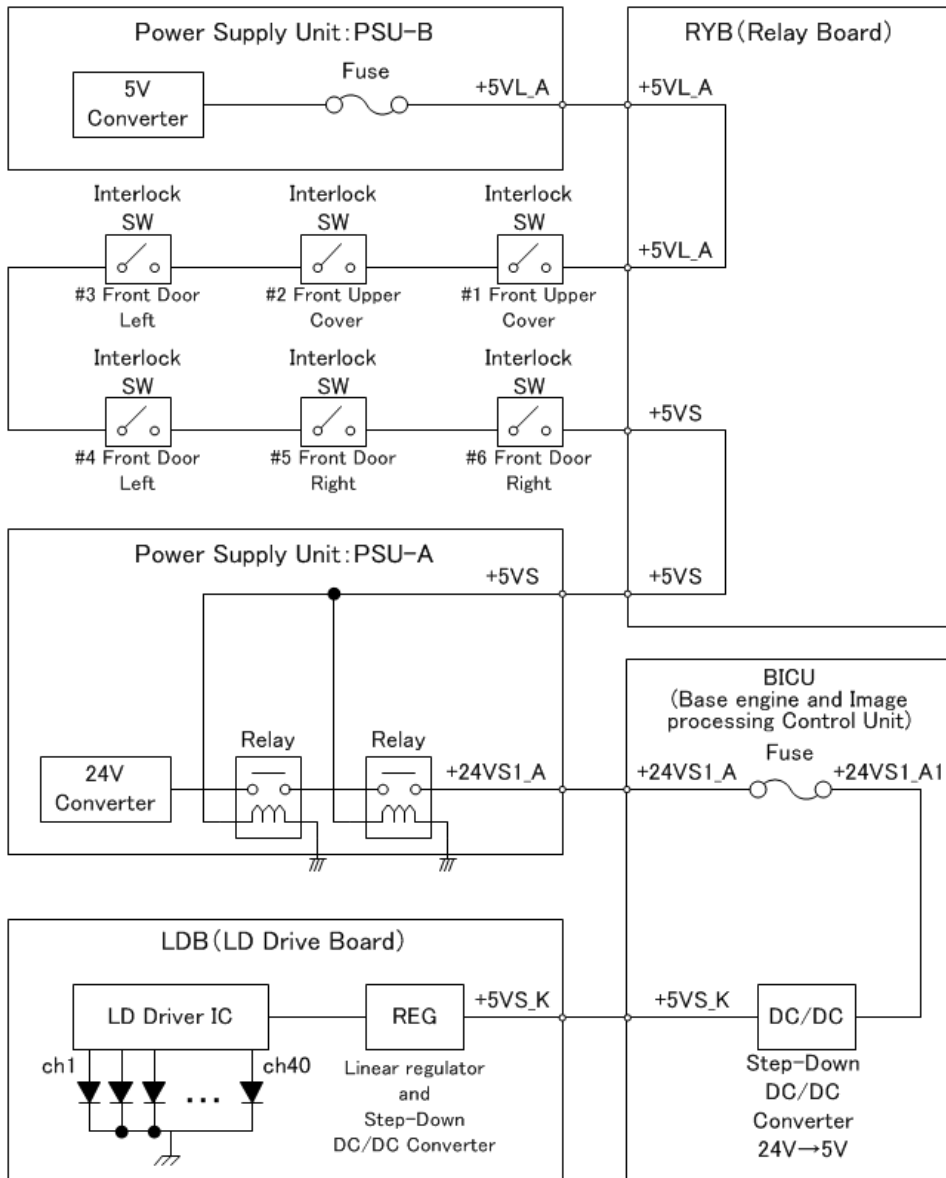 Power Supply Unit:PSU-B
RYB(Relay Board)
5V
Converter
Fuse
+5VL_A
+5VL_A
Interlock
SW
#3 Front Door
Left
Interlock
SW
#2 Front Upper
Cover
Interlock
SW
#1 Front Upper
Cover
+5VL_A
Interlock
SW
#4 Front Door
Left
Interlock
SW
#5 Front Door
Right
Interlock
SW
#6 Front Door
Right
+5VS
Power Supply Unit:PSU-A
+5VS
+5VS
24V
Converter
Relay
Relay
+24VS1_A
BICU
(Base engine and Image
processing Control Unit)
+24VS1_A
Fuse
+24VS1_A1
LDB(LD Drive Board)
LD Driver IC
ch1
...
ch40
REG
Linear regulator
and
Step-Down
DC/DC Converter
+5VS_K
+5VS_K
DC/DC
Step-Down
DC/DC
Converter
24V→5V